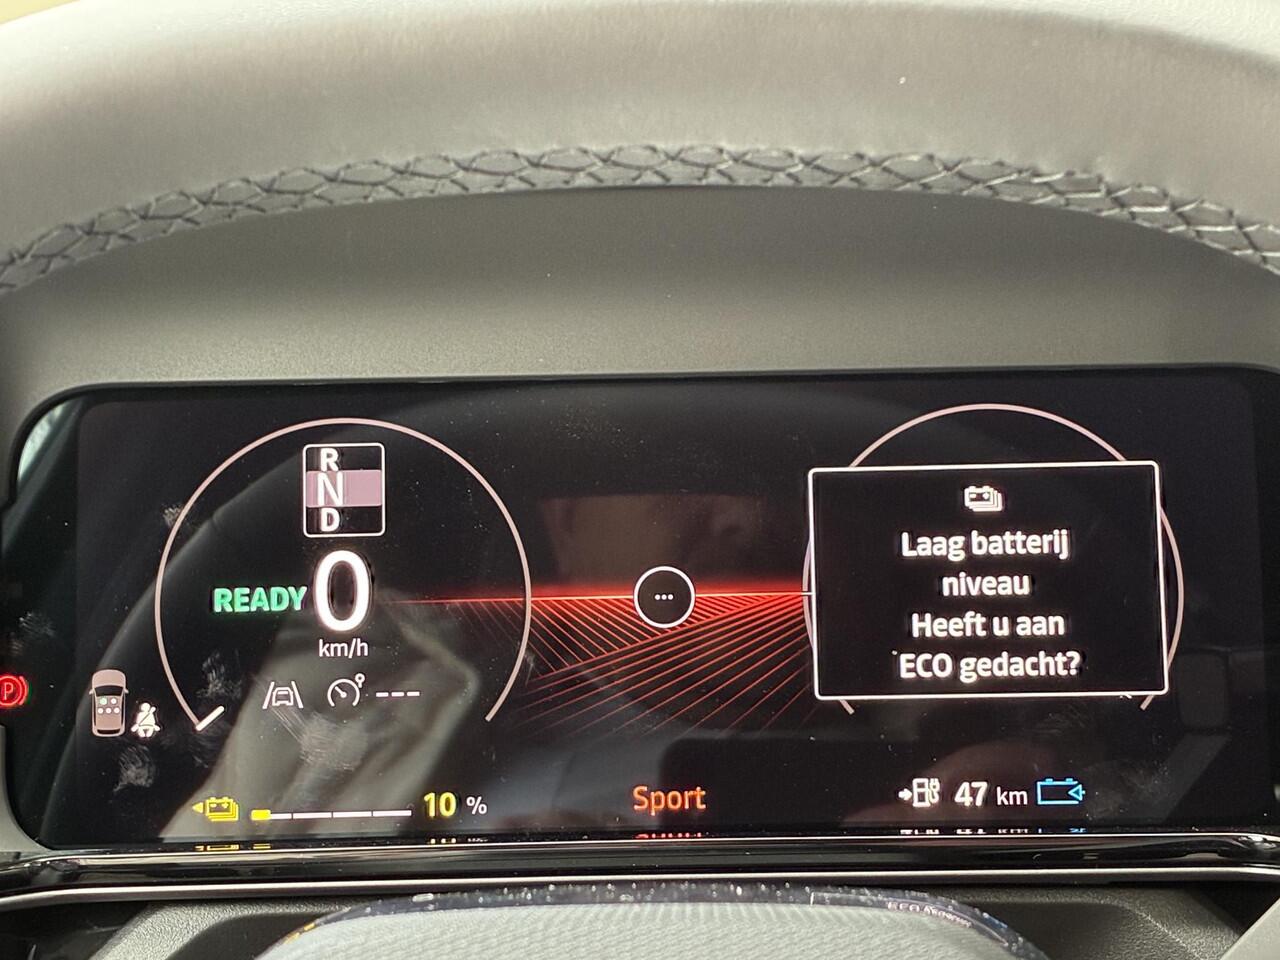 R
N
D
READY 0
km/h
---
Laag batterij
niveau
Heeft u aan
ECO gedacht?
P
10 %
Sport
47 km